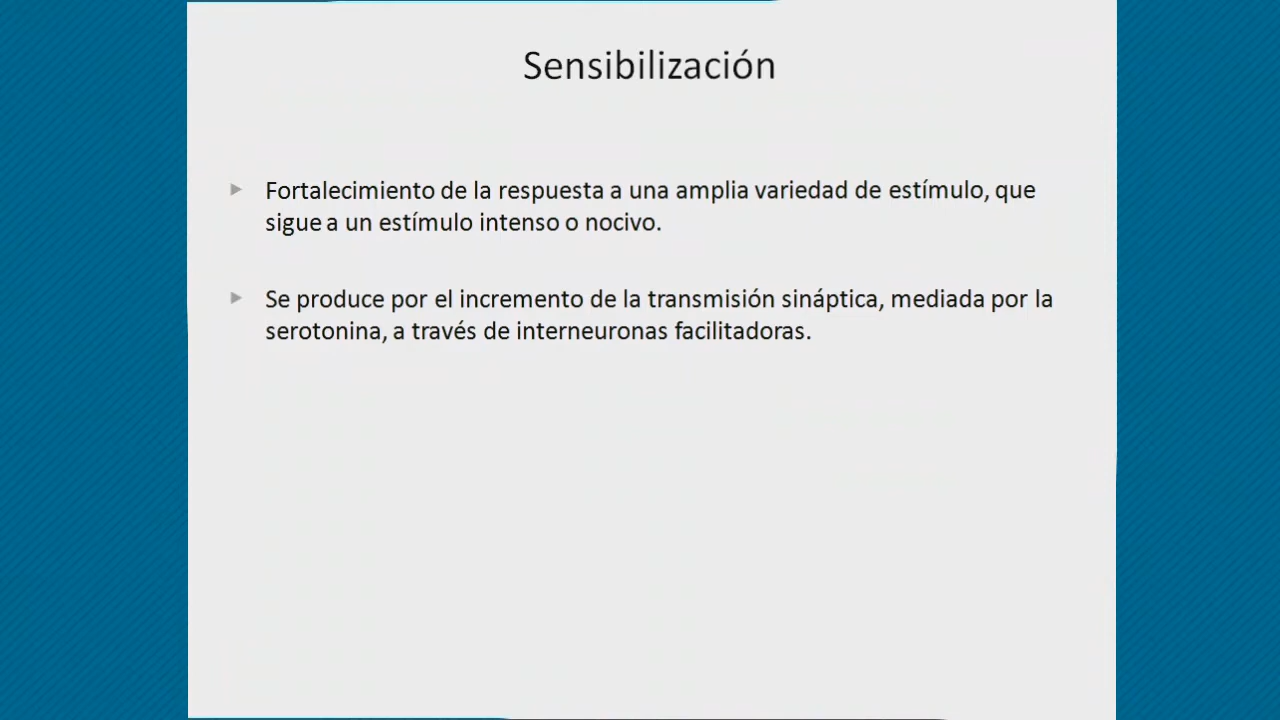 Sensibilización
Fortalecimiento de la respuesta a una amplia variedad de estímulo, que
sigue a un estímulo intenso o nocivo.
Se produce por el incremento de la transmisión sináptica, mediada por la
serotonina, a través de interneuronas facilitadoras.